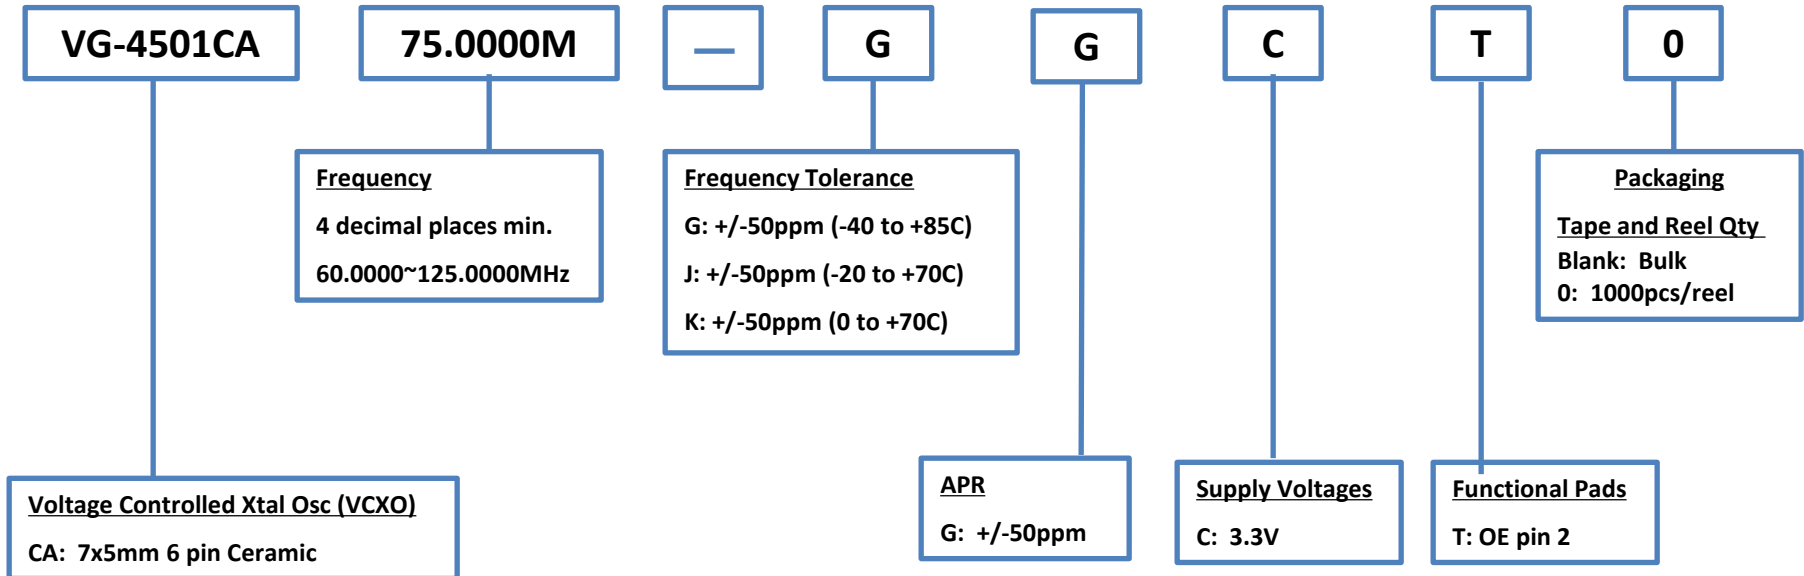 VG-4501CA 75.0000M — G G C T 0
Frequency
4 decimal places min.
60.0000~125.0000MHz
Frequency Tolerance
G: +/-50ppm (-40 to +85C)
J: +/-50ppm (-20 to +70C)
K: +/-50ppm (0 to +70C)
Packaging
Tape and Reel Qty
Blank: Bulk
0: 1000pcs/reel
Voltage Controlled Xtal Osc (VCXO)
CA: 7x5mm 6 pin Ceramic
APR
G: +/-50ppm
Supply Voltages
C: 3.3V
Functional Pads
T: OE pin 2